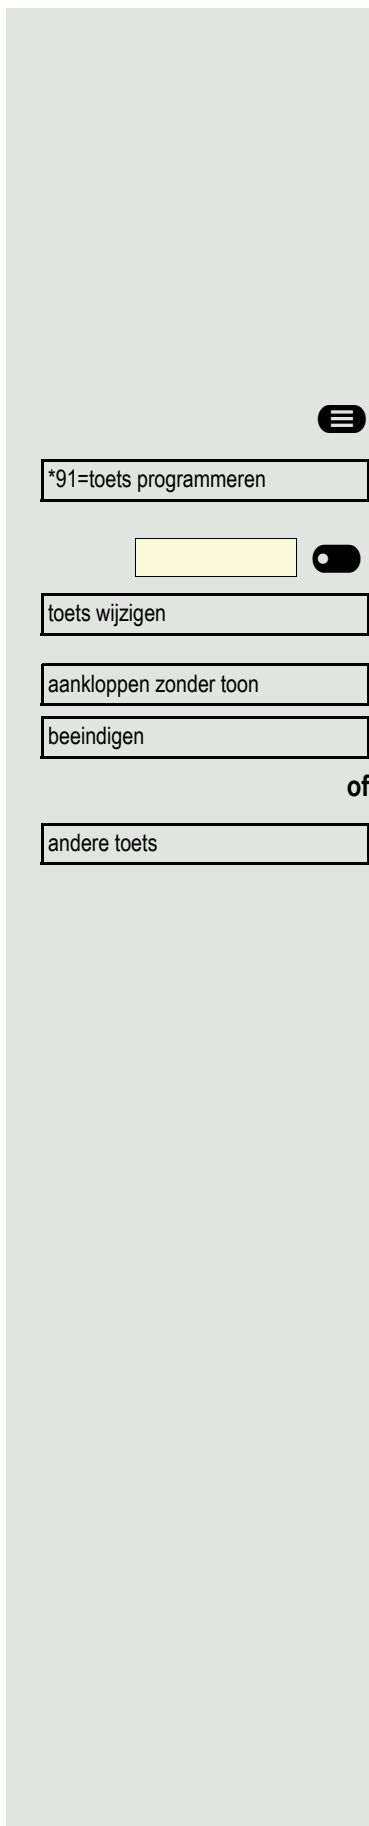 *91=toets programmeren
toets wijzigen
aankloppen zonder toon
beeindigen
of
andere toets